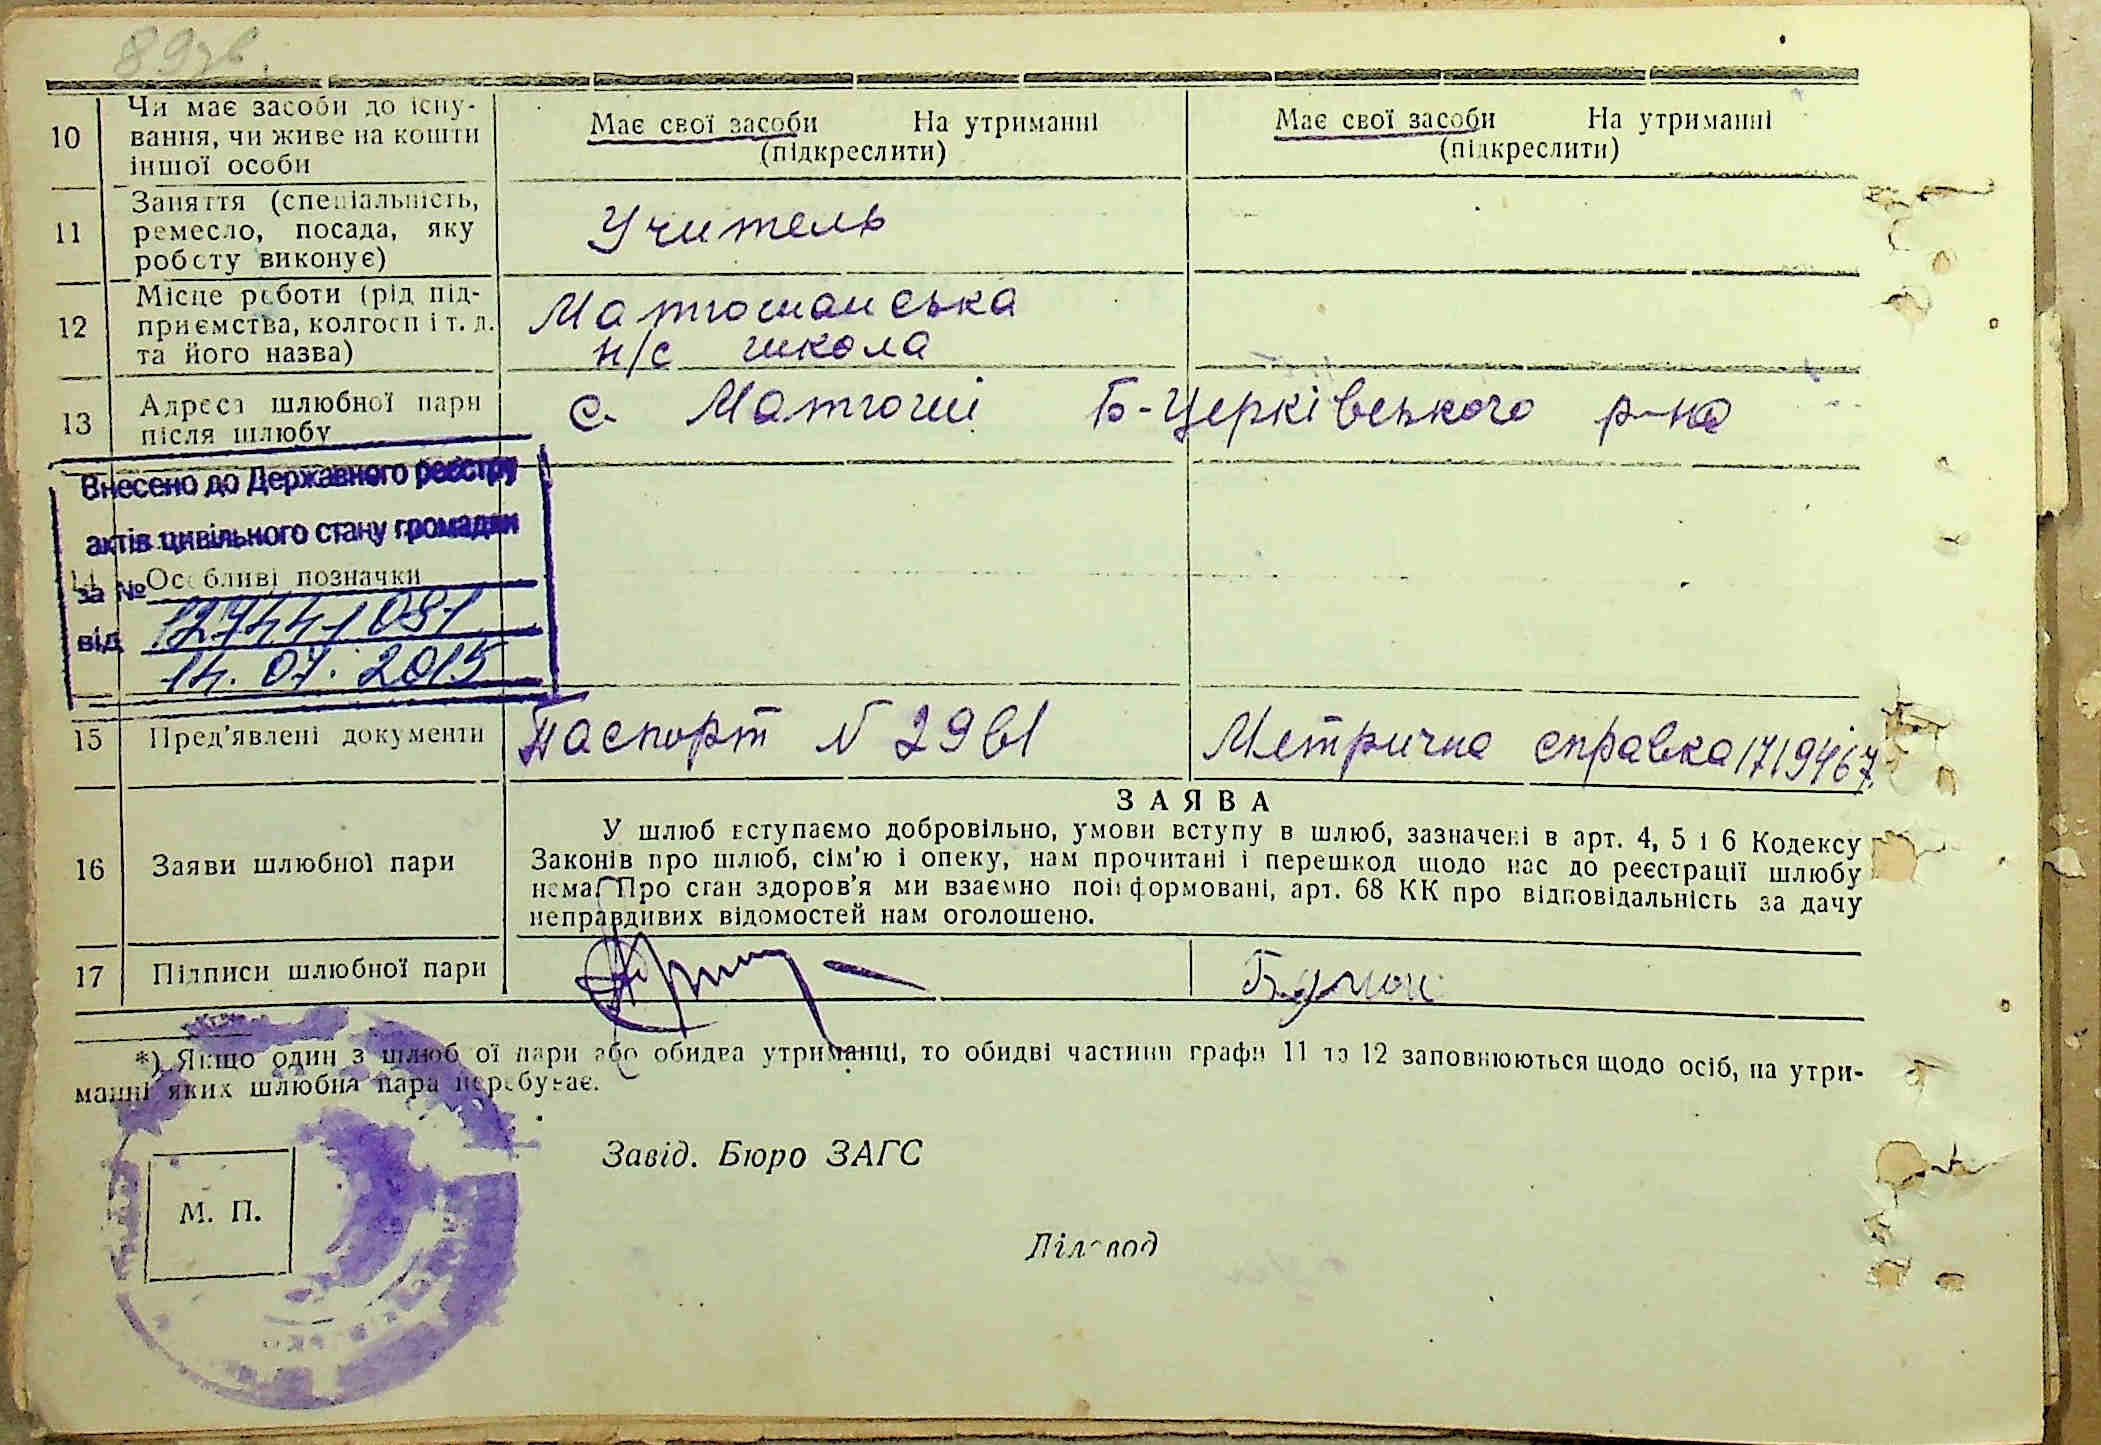 89зв.
10 Чи має засоби до існу-
вання, чи живе на кошти
іншої особи
Має свої засоби На утриманні
(підкреслити)
Має свої засоби На утриманні
(підкреслити)
11 Заняття (спеціальність,
ремесло, посада, яку
роботу виконує)
Учитель
12 Місце роботи (рід під-
приємства, колгосп і т. д.
та його назва)
Матюшанська
н/с школа
13 Адреса шлюбної пари
після шлюбу
с. Матюші Б-Церківського р-на
Внесено до Державного реєстру
актів цивільного стану громадян
14 Особливі позначки
за №
від
14.07.2015
15 Пред'явлені документи
Паспорт N
Метрична справка 1719467.
16 Заяви шлюбної пари
ЗАЯВА
У шлюб вступаємо добровільно, умови вступу в шлюб, зазначені в арт. 4, 5 і 6 Кодексу
Законів про шлюб, сім'ю і опеку, нам прочитані і перешкод щодо нас до реєстрації шлюбу
нема. Про стан здоров'я ми взаємно поінформовані, арт. 68 КК про відповідальність за дачу
неправдивих відомостей нам оголошено.
17 Підписи шлюбної пари
*) Якщо один з шлюбної пари або обидва утриманці, то обидві частини графи 11 та 12 заповнюються щодо осіб, на утри-
манні яких шлюбна пара перебуває.
Завід. Бюро ЗАГС
М. П.
Діловод